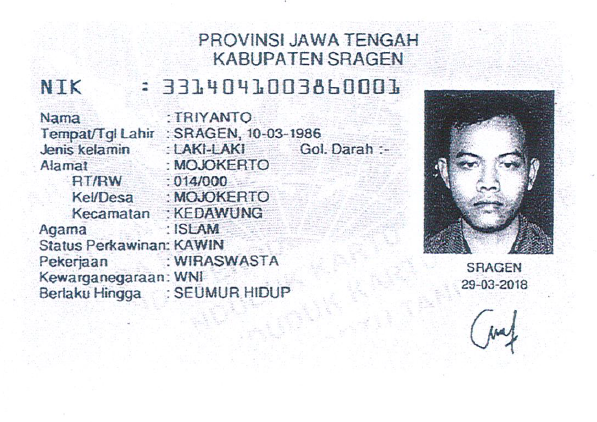 PROVINSI JAWA TENGAH
KABUPATEN SRAGEN
NIK : 3314041003860001
Nama : TRIYANTO
Tempat/Tgl Lahir : SRAGEN, 10-03-1986
Jenis kelamin : LAKI-LAKI Gol. Darah :-
Alamat : MOJOKERTO
RT/RW : 014/000
Kel/Desa : MOJOKERTO
Kecamatan : KEDAWUNG
Agama : ISLAM
Status Perkawinan: KAWIN
Pekerjaan : WIRASWASTA
Kewarganegaraan: WNI
Berlaku Hingga : SEUMUR HIDUP
SRAGEN
29-03-2018